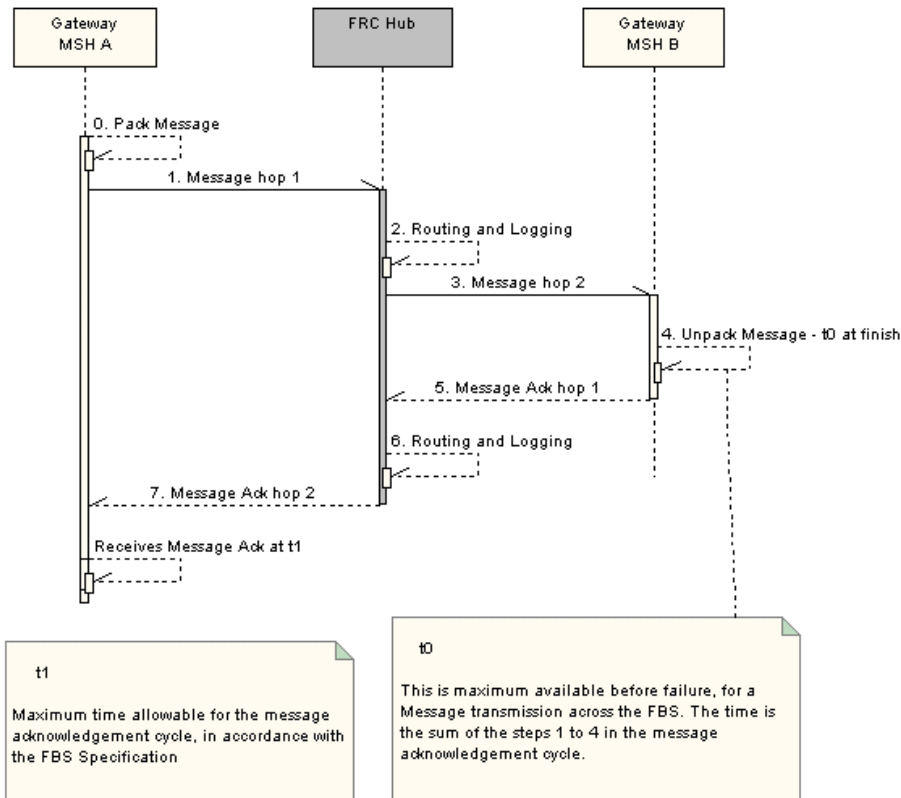 Gateway
MSH A
FRC Hub
Gateway
MSH B
0. Pack Message
1. Message hop 1
2. Routing and Logging
3. Message hop 2
4. Unpack Message - t0 at finish
5. Message Ack hop 1
6. Routing and Logging
7. Message Ack hop 2
Receives Message Ack at t1
t1
Maximum time allowable for the message
acknowledgement cycle, in accordance with
the FBS Specification
t0
This is maximum available before failure, for a
Message transmission across the FBS. The time is
the sum of the steps 1 to 4 in the message
acknowledgement cycle.